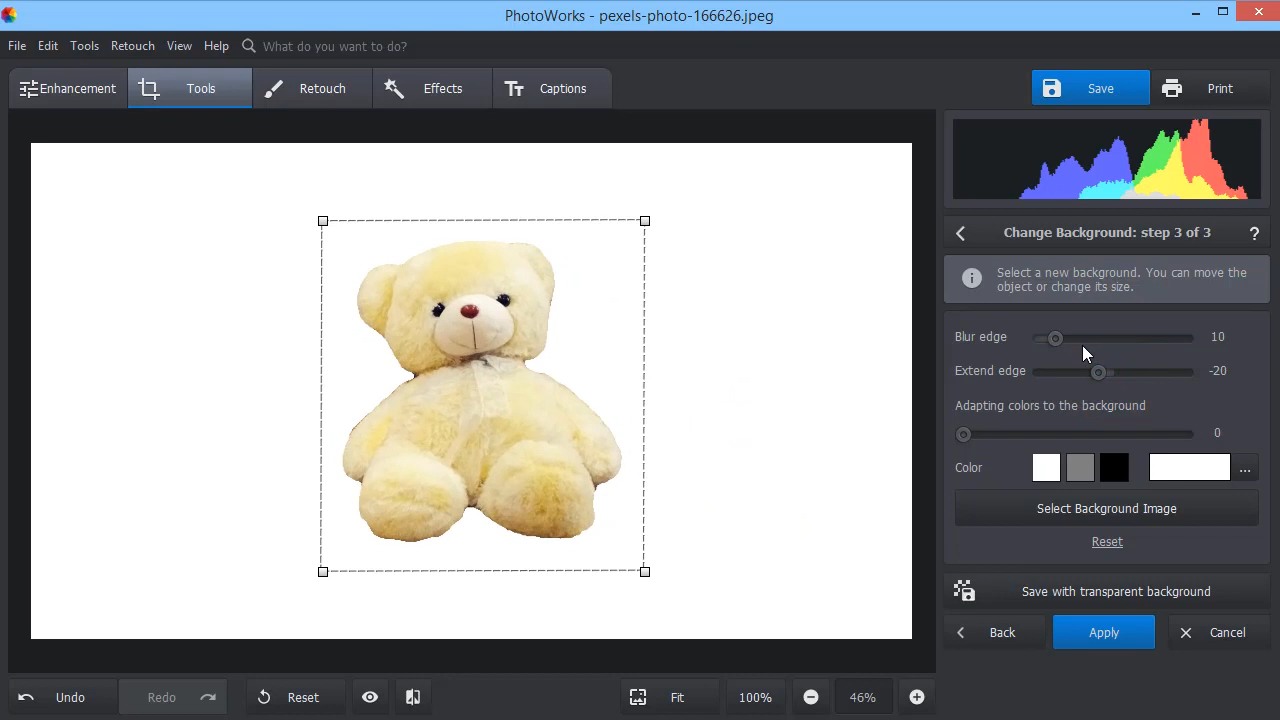 PhotoWorks - pexels-photo-166626.jpeg
File Edit Tools Retouch View Help What do you want to do?
Enhancement Tools Retouch Effects Captions Save Print
Change Background: step 3 of 3 ?
Select a new background. You can move the
object or change its size.
Blur edge 10
Extend edge -20
Adapting colors to the background
0
Color ...
Select Background Image
Reset
Save with transparent background
Back Apply Cancel
Undo Redo Reset Fit 100% 46%